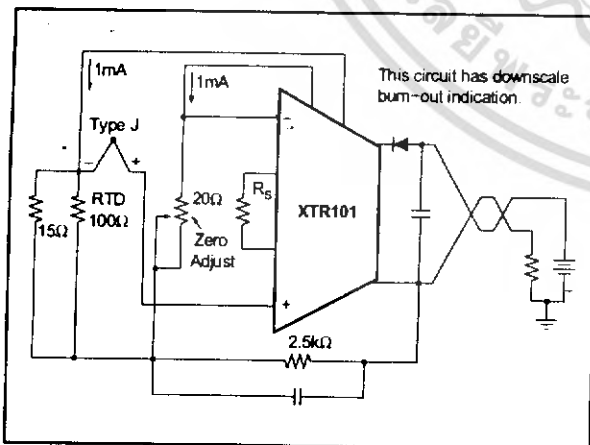 1mA
1mA
This circuit has downscale
burn-out indication.
Type J
−
+
−
RTD
100Ω
15Ω
20Ω
Zero
Adjust
R_S
XTR101
+
2.5kΩ